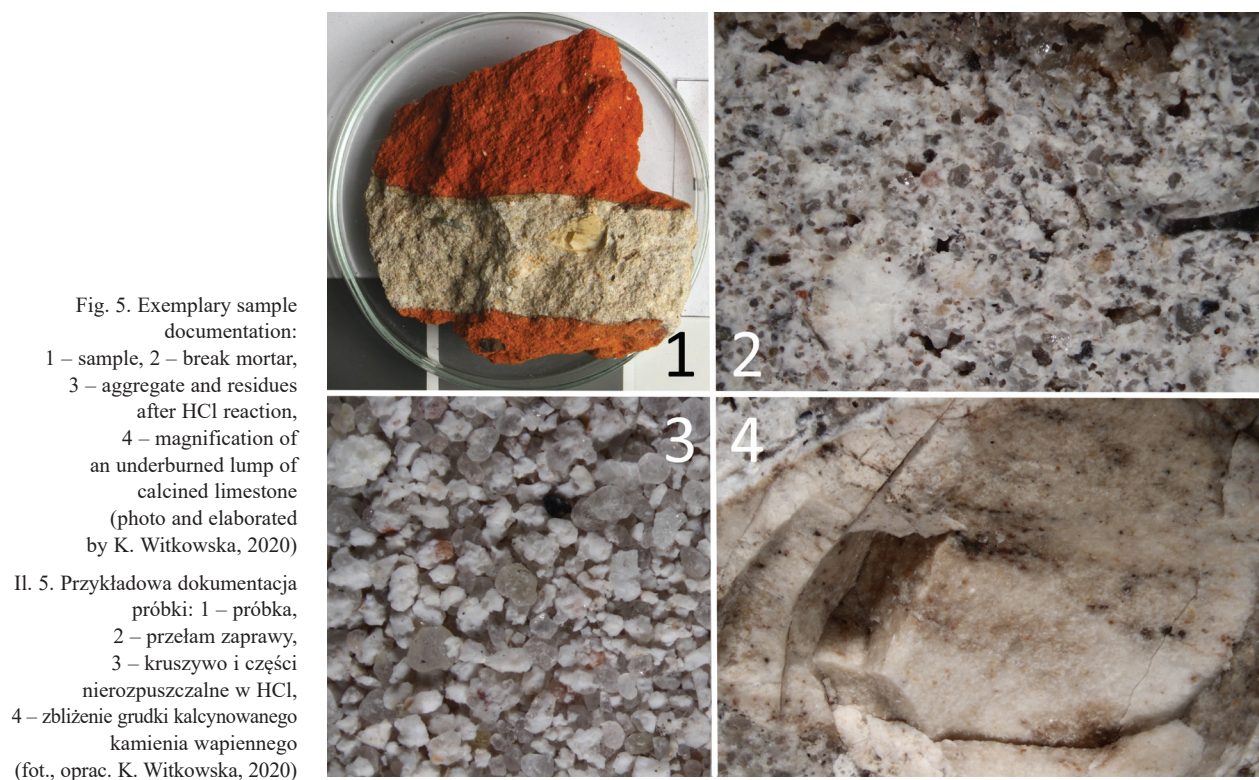 Fig. 5. Exemplary sample
documentation:
1 – sample, 2 – break mortar,
3 – aggregate and residues
after HCl reaction,
4 – magnification of
an underburned lump of
calcined limestone
(photo and elaborated
by K. Witkowska, 2020)
Il. 5. Przykładowa dokumentacja
próbki: 1 – próbka,
2 – przełam zaprawy,
3 – kruszywo i części
nierozpuszczalne w HCl,
4 – zbliżenie grudki kalcynowanego
kamienia wapiennego
(fot., oprac. K. Witkowska, 2020)
1
2
3
4